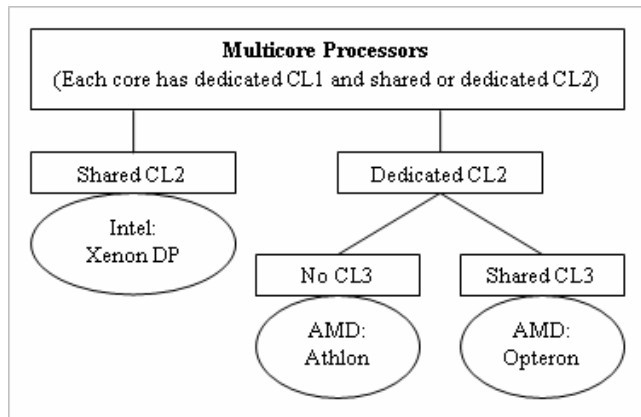 Multicore Processors
(Each core has dedicated CL1 and shared or dedicated CL2)
Shared CL2
Dedicated CL2
Intel:
Xenon DP
No CL3
Shared CL3
AMD:
Athlon
AMD:
Opteron